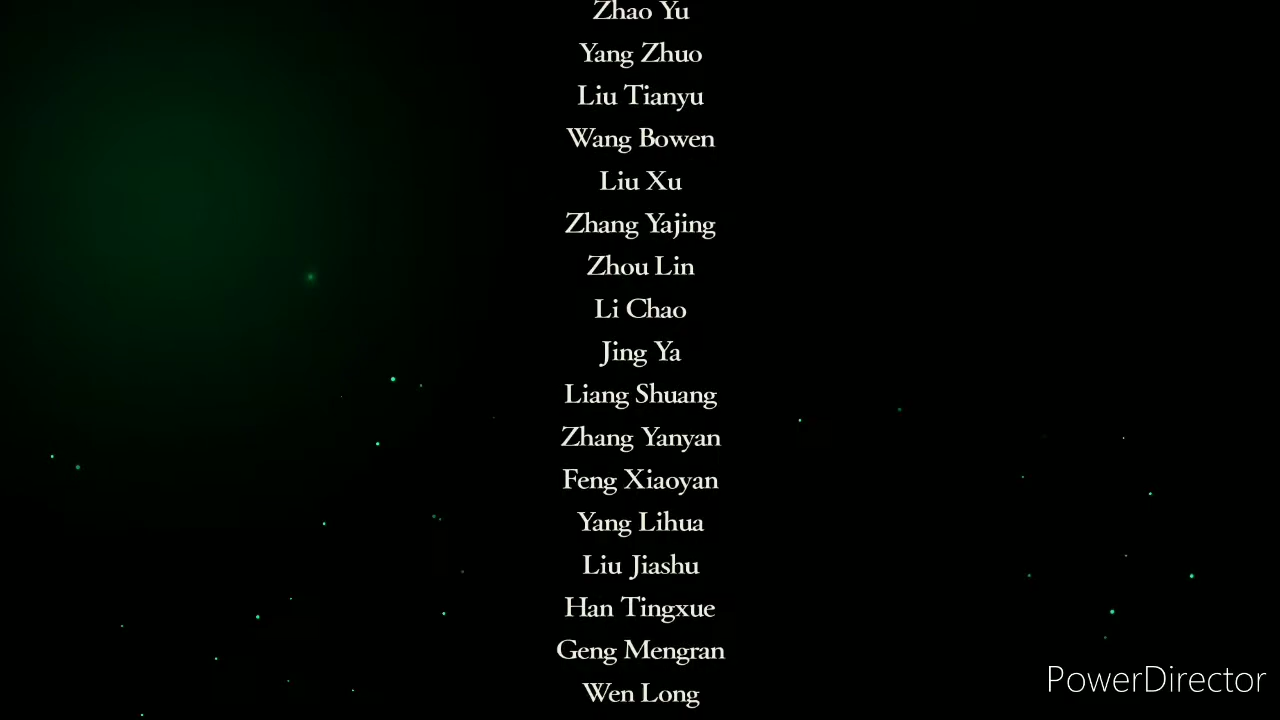 Zhao Yu
Yang Zhuo
Liu Tianyu
Wang Bowen
Liu Xu
Zhang Yajing
Zhou Lin
Li Chao
Jing Ya
Liang Shuang
Zhang Yanyan
Feng Xiaoyan
Yang Lihua
Liu Jiashu
Han Tingxue
Geng Mengran
Wen Long
PowerDirector